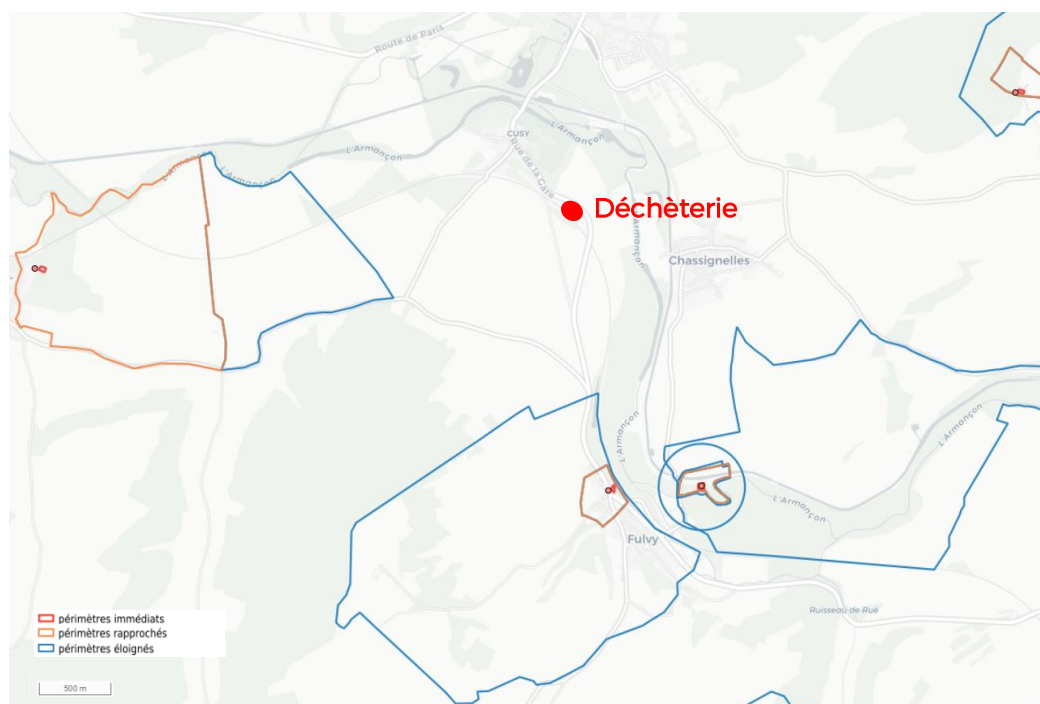 Route de Paris
CUSY
L'Armançon
L'Armançon
L'Armançon
L'Armançon
Rue de la Gare
Déchèterie
L'Armançon
Chassignelles
L'Armançon
L'Armançon
L'Armançon
Fulvy
Ruisseau de Rue
périmètres immédiats
périmètres rapprochés
périmètres éloignés
500 m